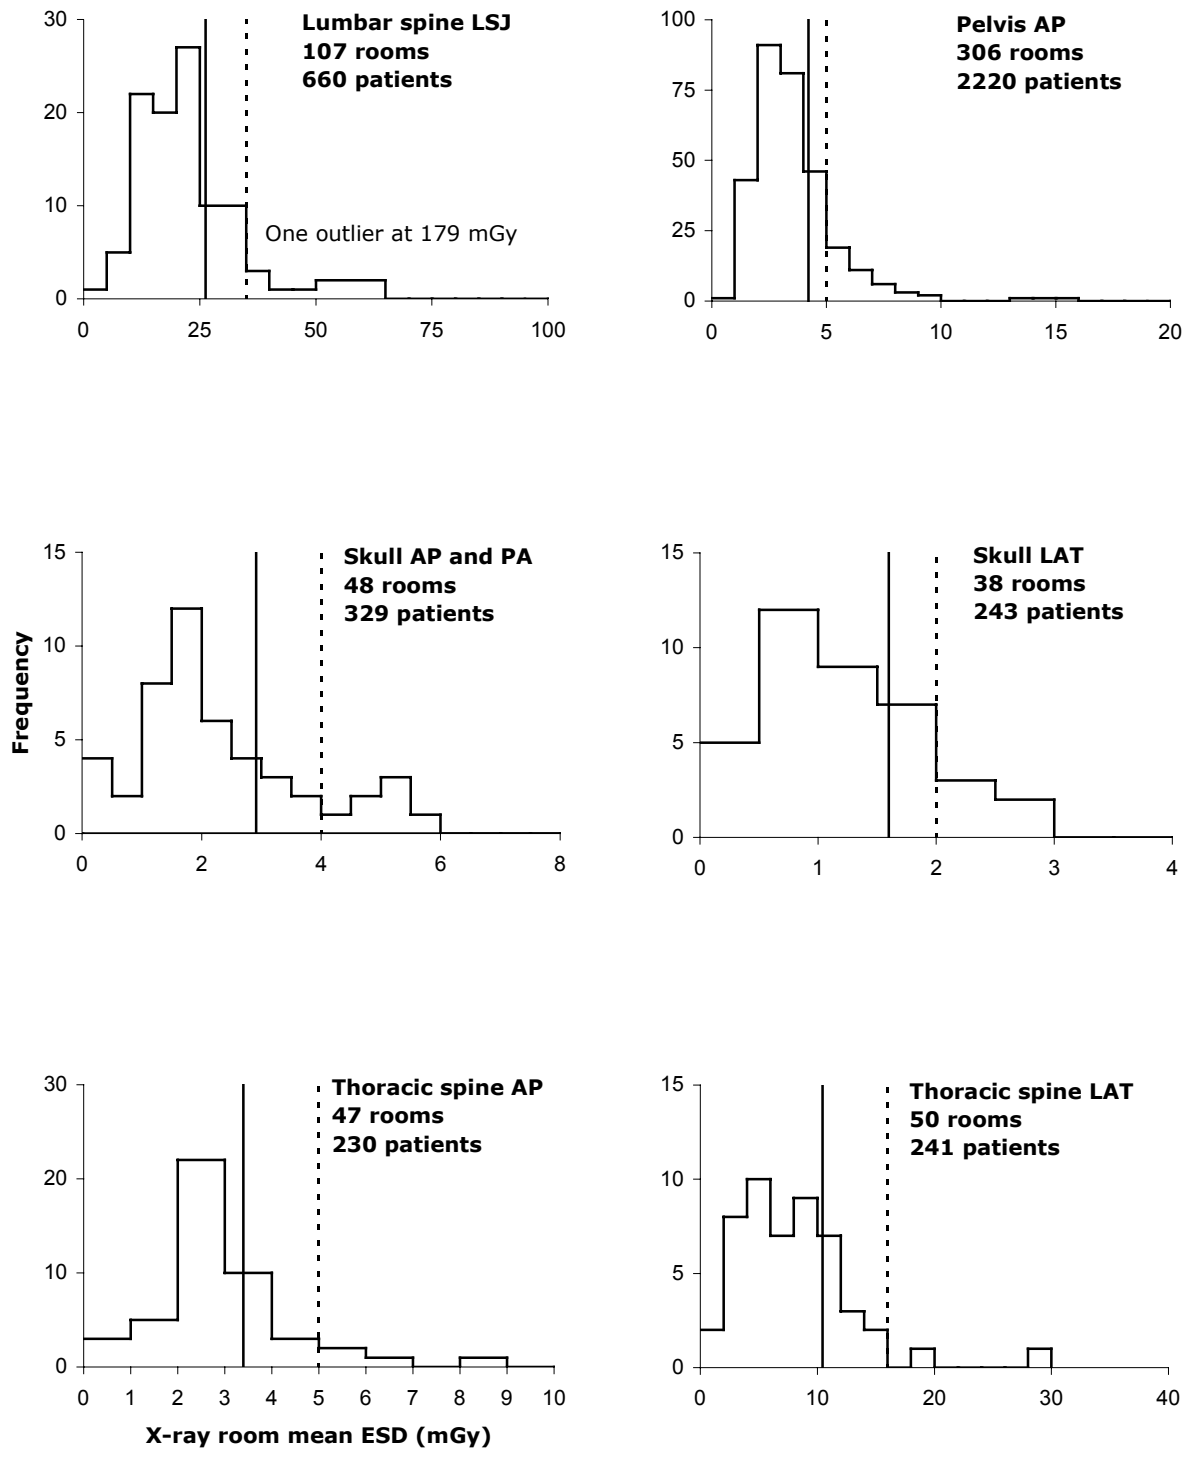 Lumbar spine LSJ
107 rooms
660 patients
30
20
10
0
One outlier at 179 mGy
0 25 50 75 100
Pelvis AP
306 rooms
2220 patients
100
75
50
25
0
0 5 10 15 20
Skull AP and PA
48 rooms
329 patients
Frequency
15
10
5
0
0 2 4 6 8
Skull LAT
38 rooms
243 patients
15
10
5
0
0 1 2 3 4
Thoracic spine AP
47 rooms
230 patients
30
20
10
0
0 1 2 3 4 5 6 7 8 9 10
X-ray room mean ESD (mGy)
Thoracic spine LAT
50 rooms
241 patients
15
10
5
0
0 10 20 30 40